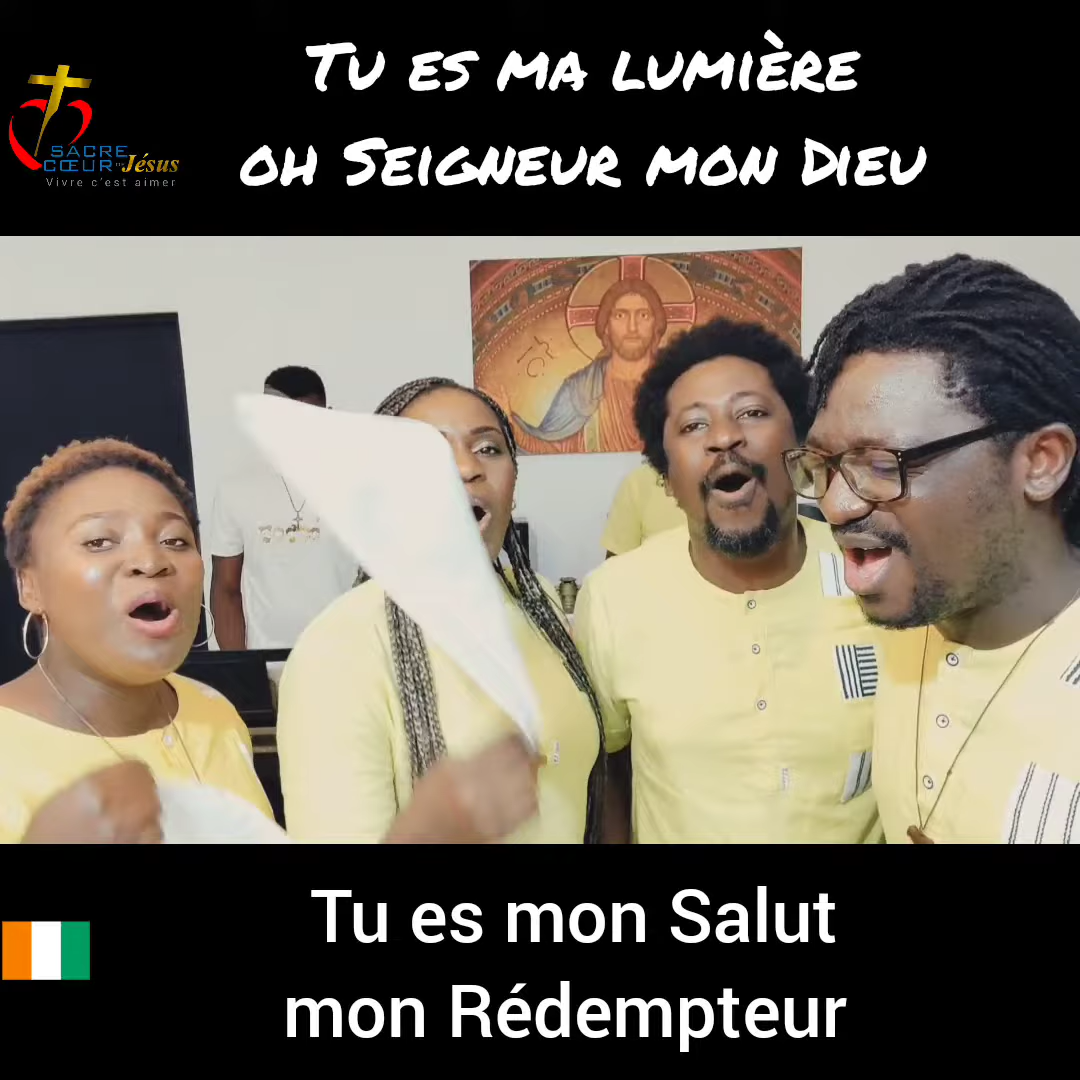 Tu es ma lumière
oh Seigneur mon Dieu
SACRE
CŒUR DE Jésus
Vivre c'est aimer
Tu es mon Salut
mon Rédempteur